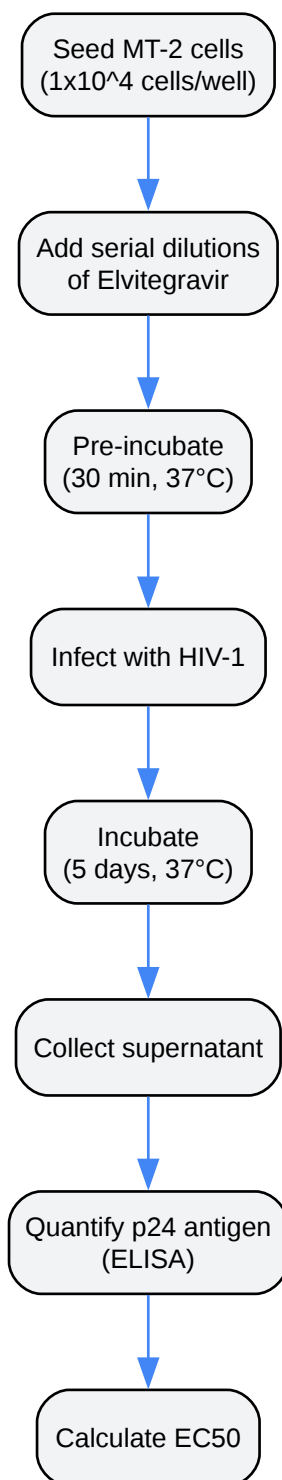 Seed MT-2 cells
(1x10^4 cells/well)
Add serial dilutions
of Elvitegravir
Pre-incubate
(30 min, 37°C)
Infect with HIV-1
Incubate
(5 days, 37°C)
Collect supernatant
Quantify p24 antigen
(ELISA)
Calculate EC50